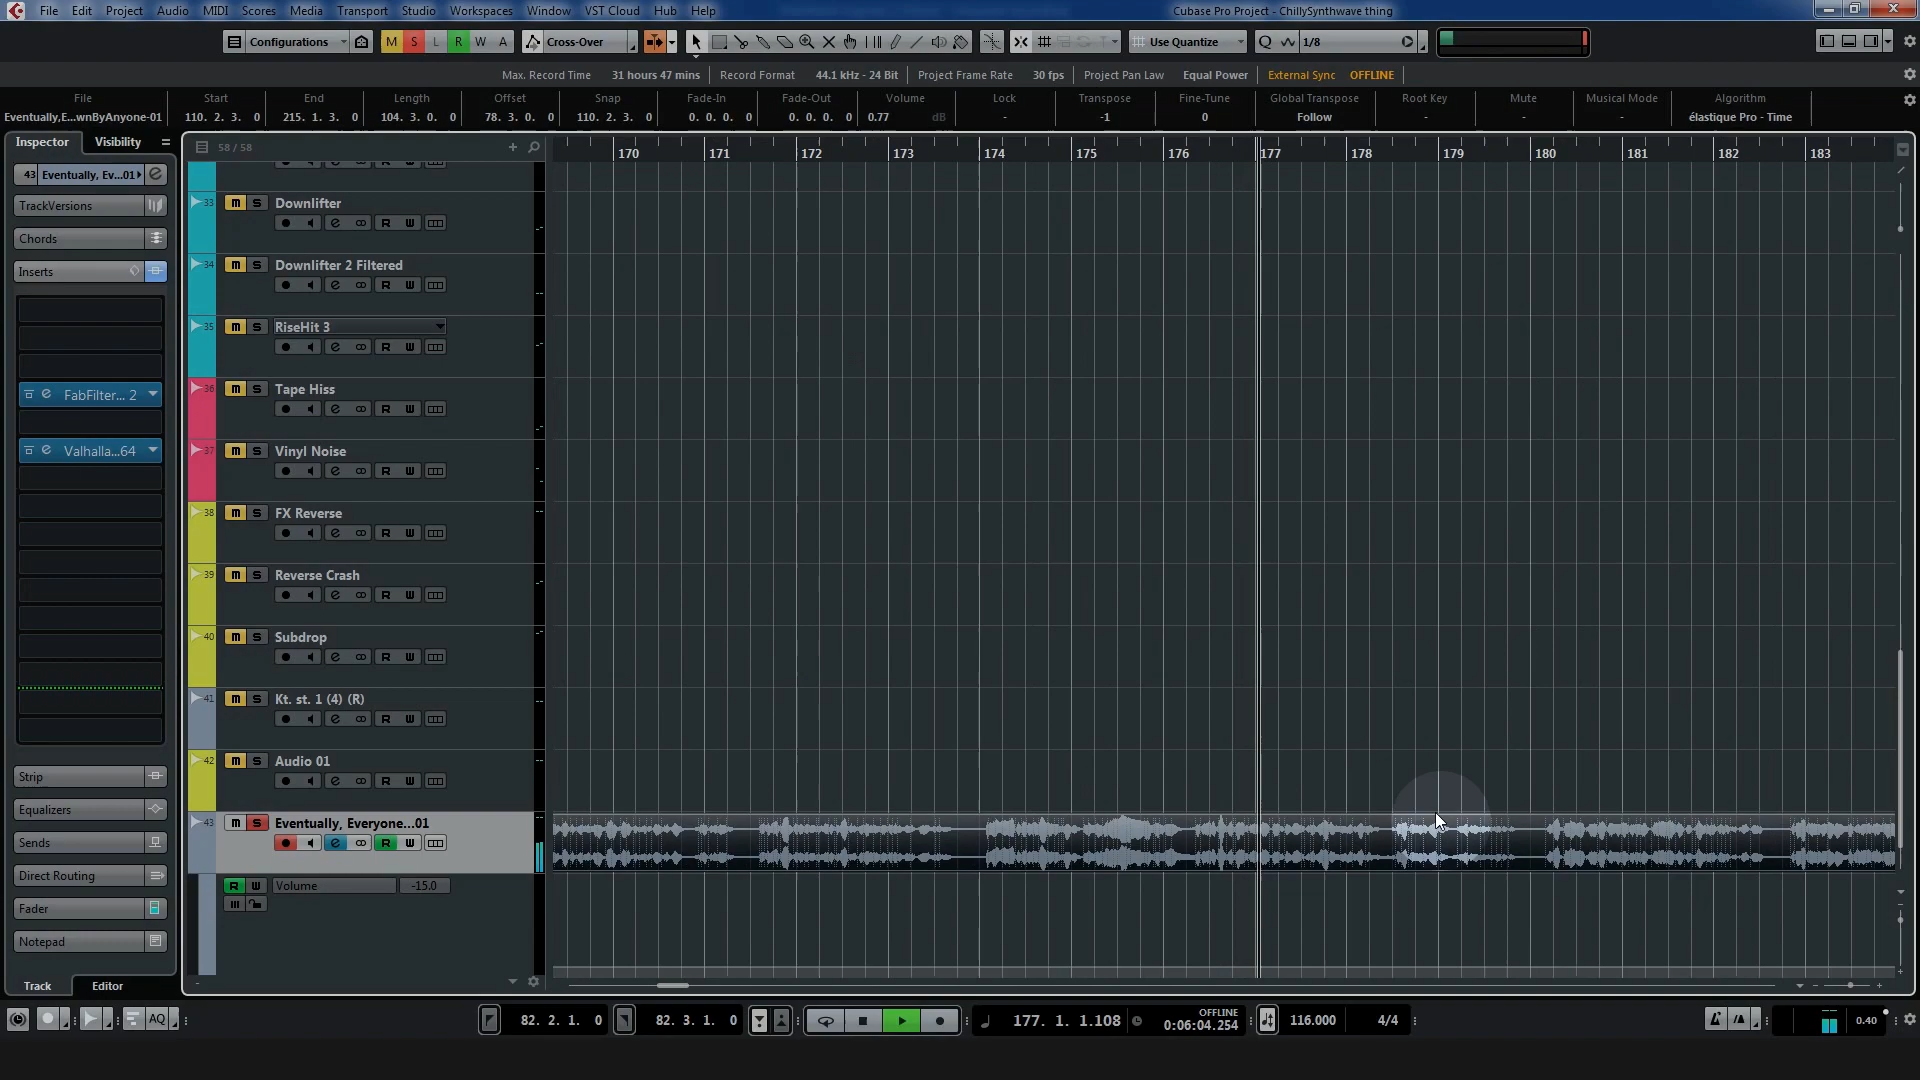 File Edit Project Audio MIDI Scores Media Transport Studio Workspaces Window VST Cloud Hub Help Cubase Pro Project - ChillySynthwave thing
Configurations M S L R W A Cross-Over Use Quantize Q 1/8
Max. Record Time 31 hours 47 mins Record Format 44.1 kHz - 24 Bit Project Frame Rate 30 fps Project Pan Law Equal Power External Sync OFFLINE
File Start End Length Offset Snap Fade-In Fade-Out Volume Lock Transpose Fine-Tune Global Transpose Root Key Mute Musical Mode Algorithm
Eventually,E...wnByAnyone-01 110. 2. 3. 0 215. 1. 3. 0 104. 3. 0. 0 78. 3. 0. 0 110. 2. 3. 0 0. 0. 0. 0 0. 0. 0. 0 0.77 dB - -1 0 Follow - - - élastique Pro - Time
Inspector Visibility 58 / 58
170 171 172 173 174 175 176 177 178 179 180 181 182 183
43 Eventually, Ev...01
TrackVersions
Chords
Inserts
FabFilter... 2
Valhalla...64
Strip
Equalizers
Sends
Direct Routing
Fader
Notepad
Track Editor
33 m s Downlifter
R W
34 m s Downlifter 2 Filtered
R W
35 m s RiseHit 3
R W
36 m s Tape Hiss
R W
37 m s Vinyl Noise
R W
38 m s FX Reverse
R W
39 m s Reverse Crash
R W
40 m s Subdrop
R W
41 m s Kt. st. 1 (4) (R)
R W
42 m s Audio 01
R W
43 m s Eventually, Everyone...01
R W
R W Volume -15.0
AQ 82. 2. 1. 0 82. 3. 1. 0 177. 1. 1.108 OFFLINE 0:06:04.254 116.000 4/4 0.40